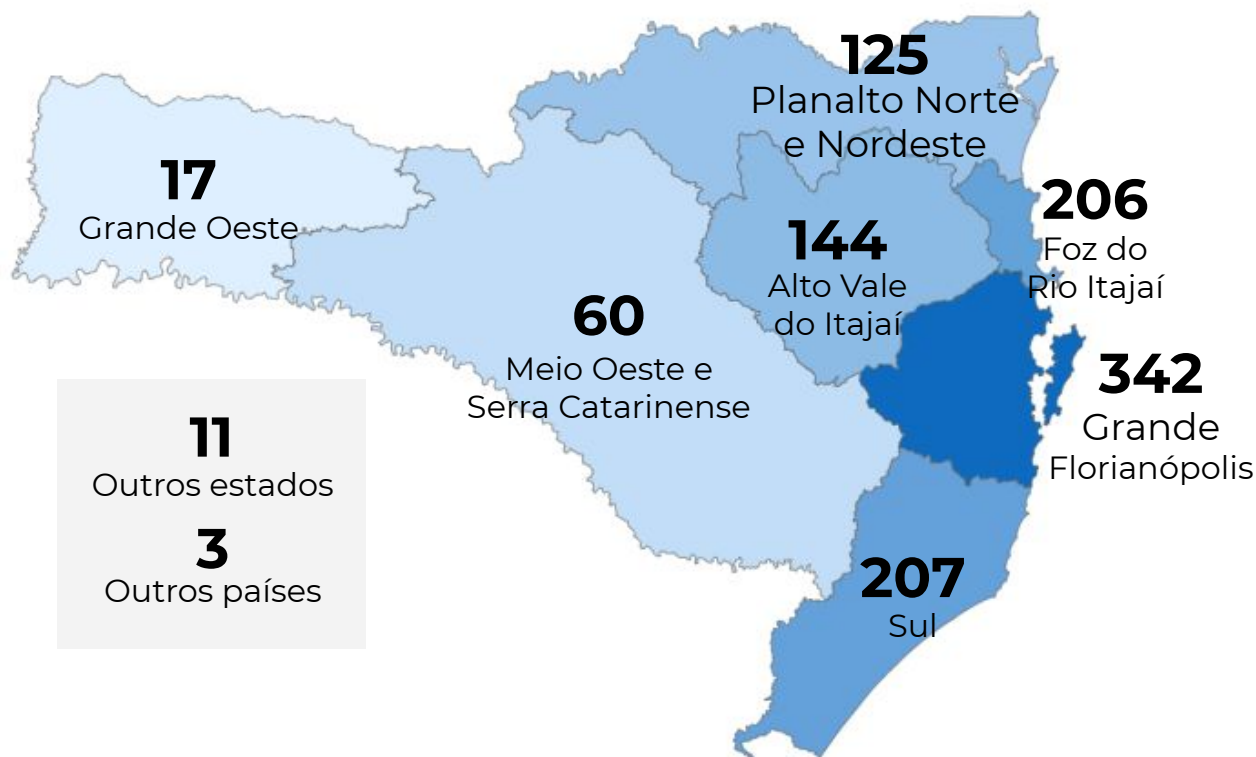 125
Planalto Norte
e Nordeste
17
Grande Oeste
206
Foz do
Rio Itajaí
144
Alto Vale
do Itajaí
60
Meio Oeste e
Serra Catarinense
342
Grande
Florianópolis
11
Outros estados
3
Outros países
207
Sul